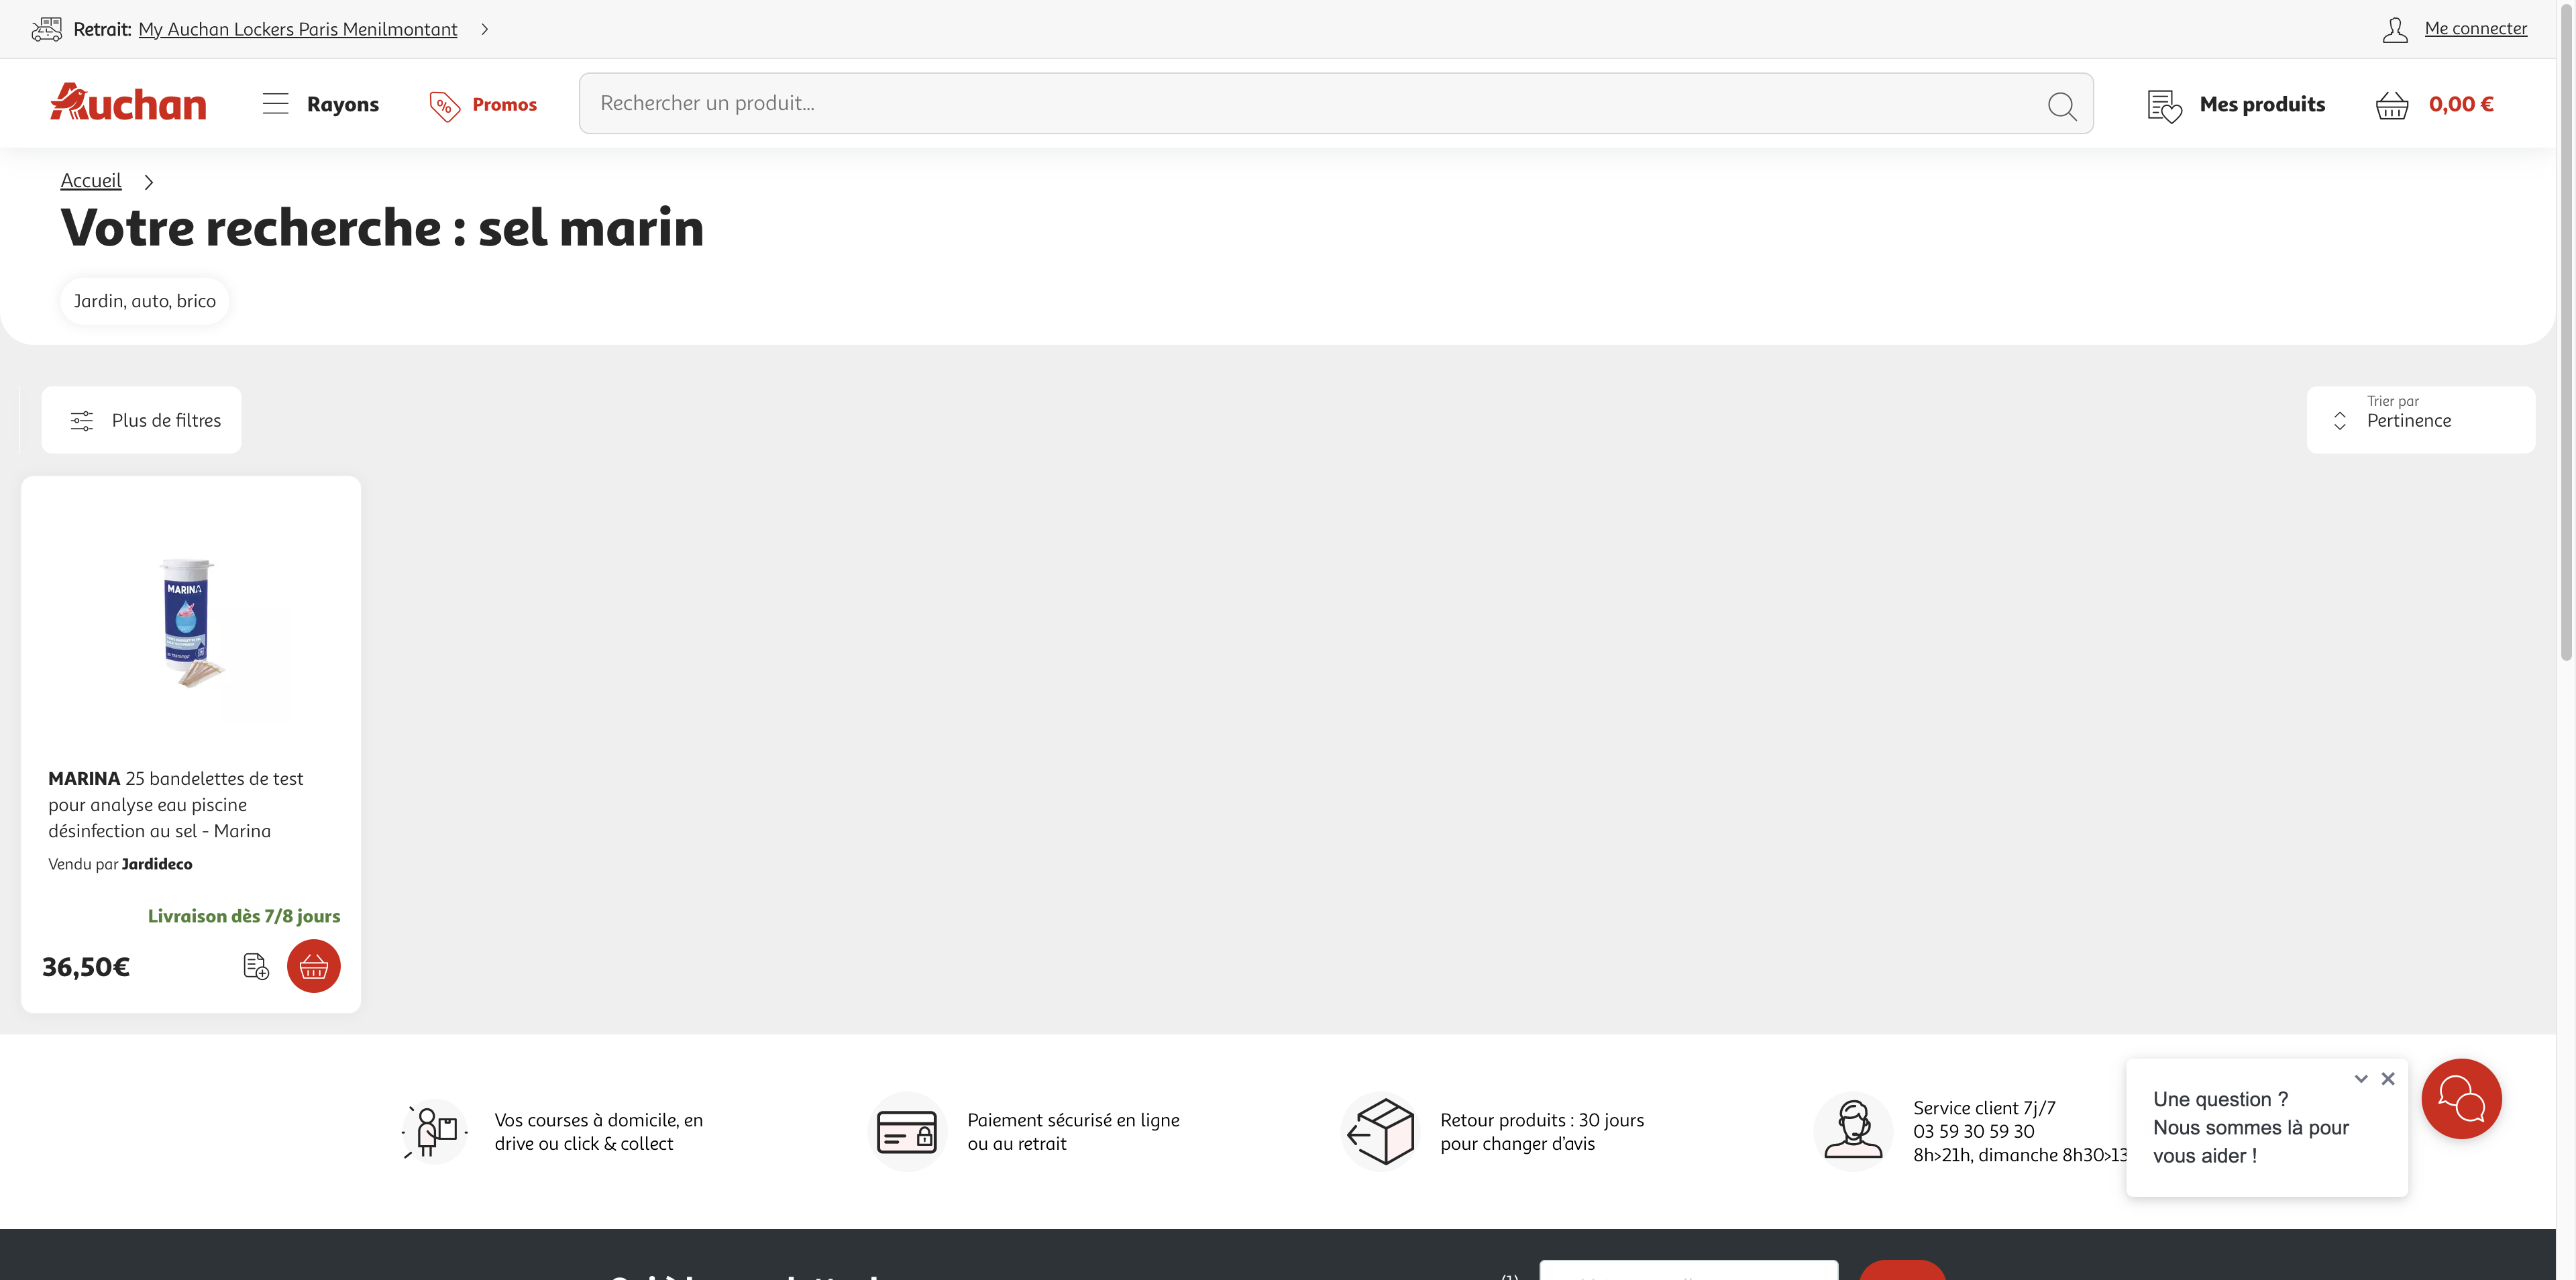 Retrait: My Auchan Lockers Paris Menilmontant
Me connecter
Auchan
Rayons
Promos
Rechercher un produit...
Mes produits
0,00 €
Accueil
Votre recherche : sel marin
Jardin, auto, brico
Plus de filtres
Trier par
Pertinence
MARINA
MARINA 25 bandelettes de test
pour analyse eau piscine
désinfection au sel - Marina
Vendu par Jardideco
Livraison dès 7/8 jours
36,50€
Vos courses à domicile, en
drive ou click & collect
Paiement sécurisé en ligne
ou au retrait
Retour produits : 30 jours
pour changer d'avis
Service client 7j/7
03 59 30 59 30
8h>21h, dimanche 8h30>13
Une question ?
Nous sommes là pour
vous aider !